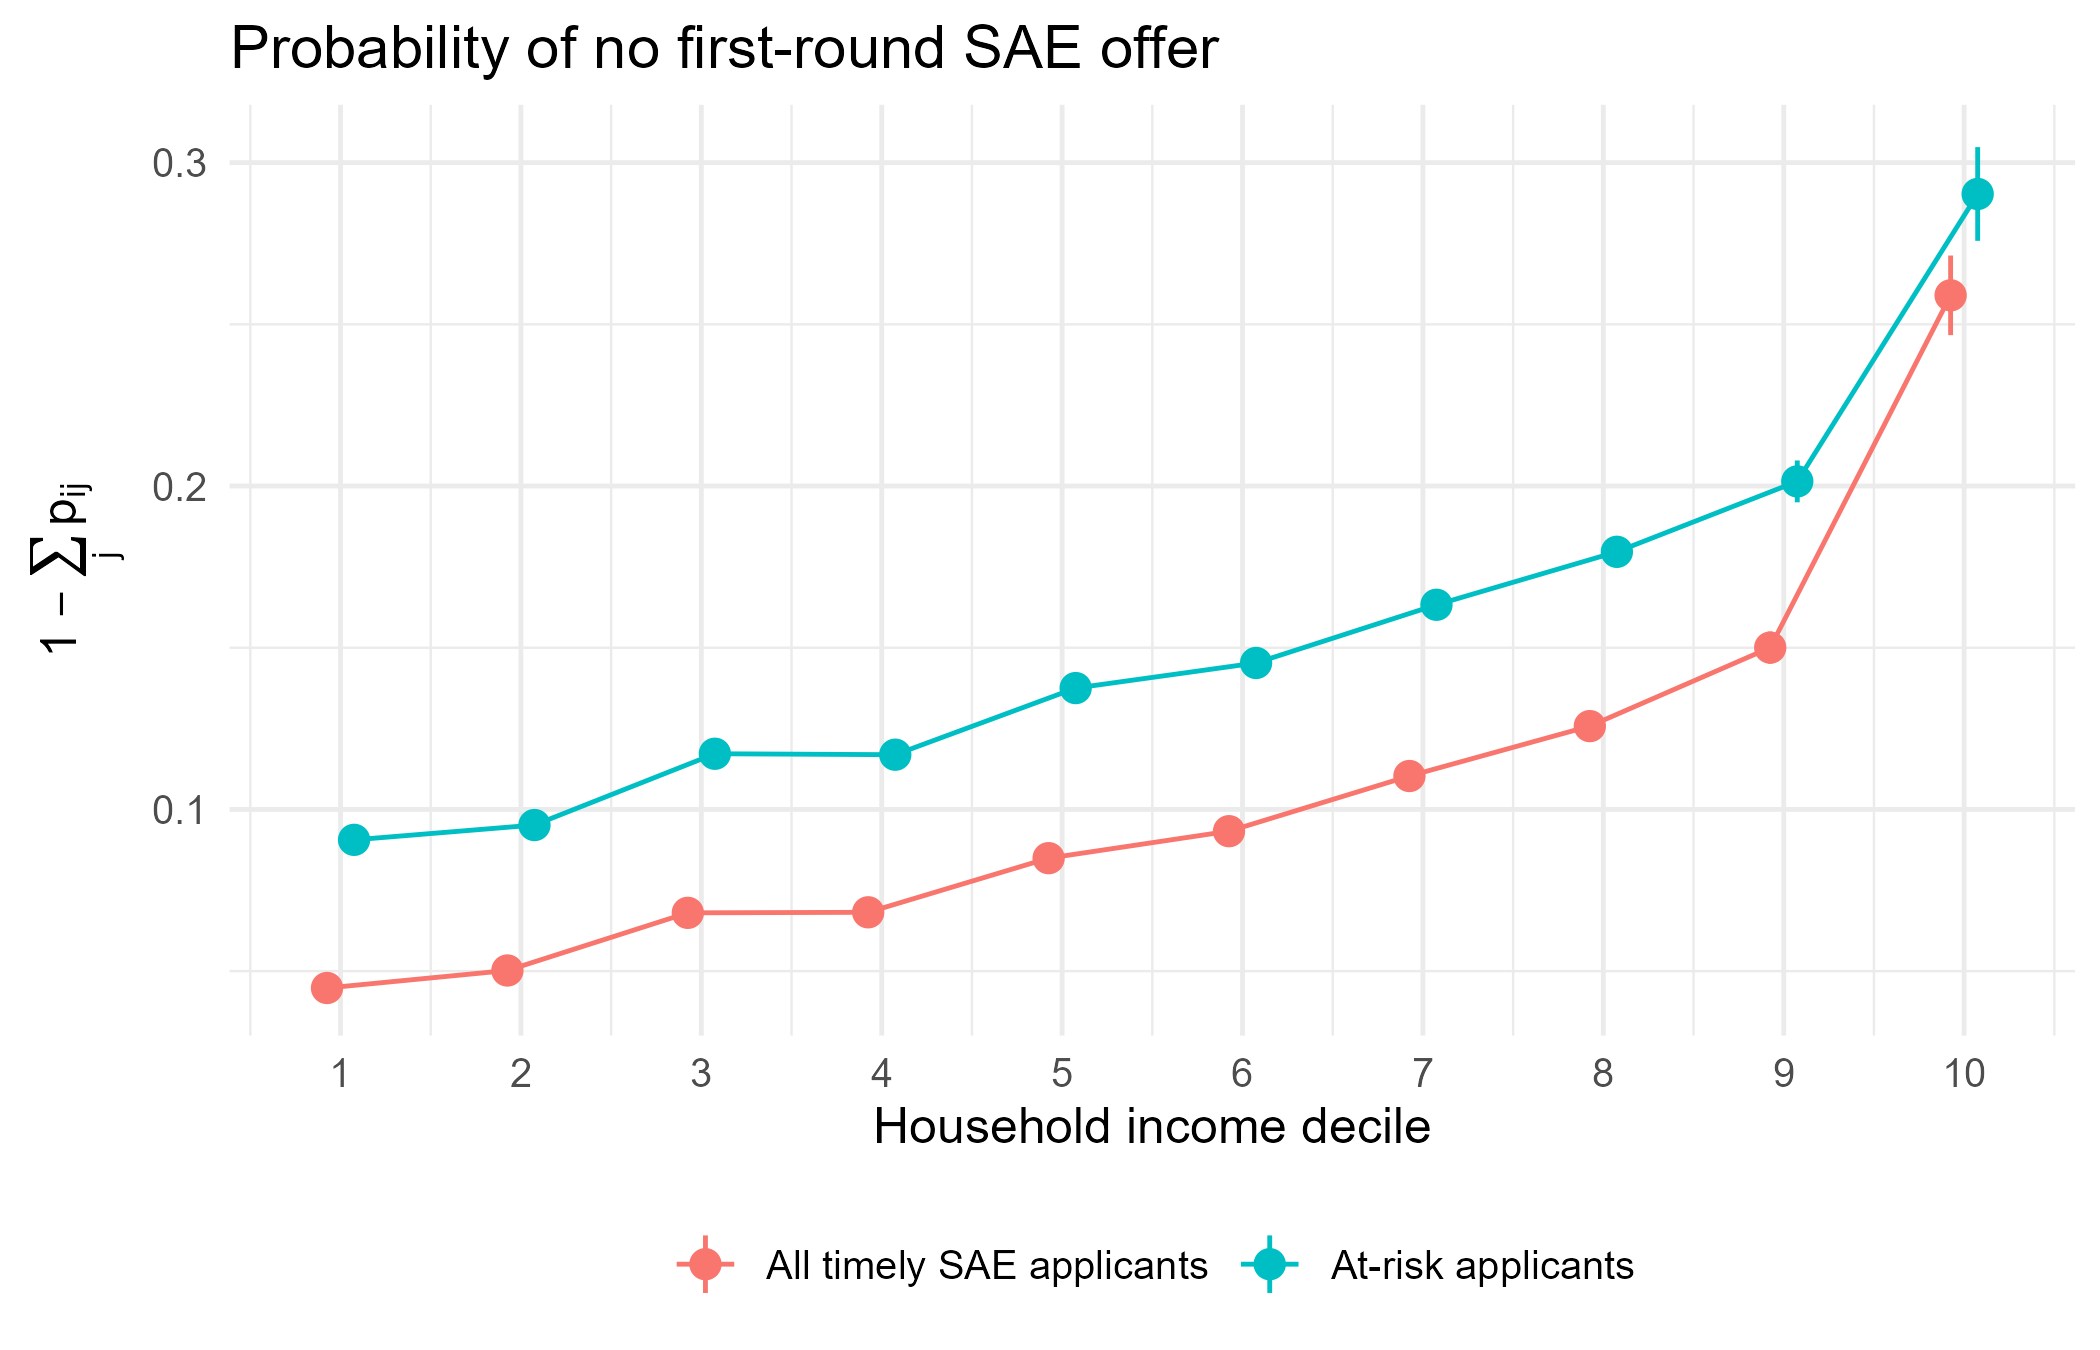 Probability of no first-round SAE offer
1 − ∑j pij
0.3
0.2
0.1
1 2 3 4 5 6 7 8 9 10
Household income decile
All timely SAE applicants At-risk applicants